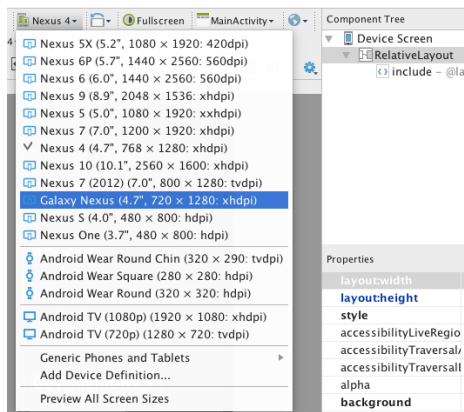 Nexus 4
Fullscreen
MainActivity
Nexus 5X (5.2", 1080 × 1920: 420dpi)
Nexus 6P (5.7", 1440 × 2560: 560dpi)
Nexus 6 (6.0", 1440 × 2560: 560dpi)
Nexus 9 (8.9", 2048 × 1536: xhdpi)
Nexus 5 (5.0", 1080 × 1920: xxhdpi)
Nexus 7 (7.0", 1200 × 1920: xhdpi)
Nexus 4 (4.7", 768 × 1280: xhdpi)
Nexus 10 (10.1", 2560 × 1600: xhdpi)
Nexus 7 (2012) (7.0", 800 × 1280: tvdpi)
Galaxy Nexus (4.7", 720 × 1280: xhdpi)
Nexus S (4.0", 480 × 800: hdpi)
Nexus One (3.7", 480 × 800: hdpi)
Android Wear Round Chin (320 × 290: tvdpi)
Android Wear Square (280 × 280: hdpi)
Android Wear Round (320 × 320: hdpi)
Android TV (1080p) (1920 × 1080: xhdpi)
Android TV (720p) (1280 × 720: tvdpi)
Generic Phones and Tablets
Add Device Definition...
Preview All Screen Sizes
Component Tree
Device Screen
RelativeLayout
include – @la
Properties
layout:width
layout:height
style
accessibilityLiveRegio
accessibilityTraversal
accessibilityTraversal
alpha
background